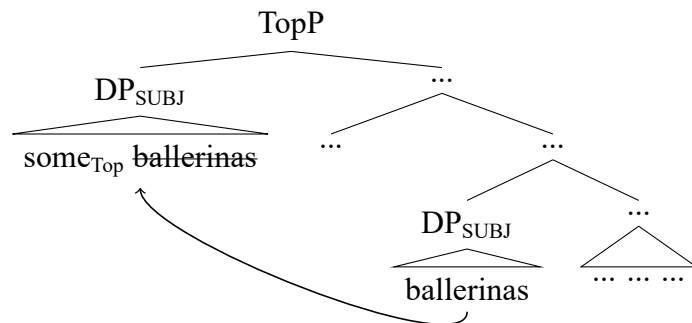 TopP
DP_SUBJ ...
some_Top ballerinas ... ...
DP_SUBJ ...
ballerinas ... ... ...